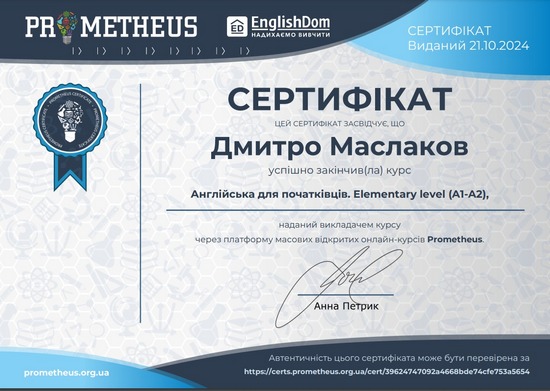 PROMETHEUS
ED EnglishDom
НАДИХАЄМО ВИВЧИТИ
СЕРТИФІКАТ
Виданий 21.10.2024
СЕРТИФІКАТ
ЦЕЙ СЕРТИФІКАТ ЗАСВІДЧУЄ, ЩО
Дмитро Маслаков
успішно закінчив(ла) курс
Англійська для початківців. Elementary level (A1-A2),
наданий викладачем курсу
через платформу масових відкритих онлайн-курсів Prometheus.
Анна Петрик
Автентичність цього сертифіката може бути перевірена за
prometheus.org.ua
https://certs.prometheus.org.ua/cert/39624747092a4668bde74cfe753a5654